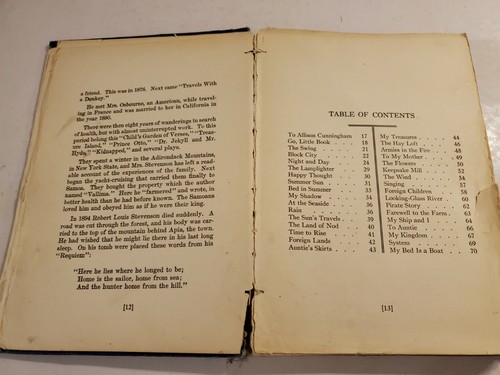 a friend. This was in 1878. Next came "Travels With
a Donkey."
He met Mrs. Osbourne, an American, while travel-
ing in France and was married to her in California in
the year 1880.
There were then eight years of wanderings in search
of health, but with almost uninterrupted work. To this
period belong this "Child's Garden of Verses," "Treas-
ure Island," "Prince Otto," "Dr. Jekyll and Mr.
Hyde," "Kidnapped," and several plays.
They spent a winter in the Adirondack Mountains,
in New York State, and Mrs. Stevenson has left a read-
able account of the experiences of the family. Next
began the yacht-cruising that carried them finally to
Samoa. They bought the property which the author
named "Vailima." Here he "farmered" and wrote, in
better health than he had before known. The Samoans
loved him and obeyed him as if he were their king.
In 1894 Robert Louis Stevenson died suddenly. A
road was cut through the forest, and his body was car-
ried to the top of the mountain behind Apia, the town.
He had wished that he might lie there in his last long
sleep. On his tomb were placed these words from his
"Requiem":
"Here he lies where he longed to be;
Home is the sailor, home from sea;
And the hunter home from the hill."
[12]
TABLE OF CONTENTS
To Allison Cunningham 17
Go, Little Book 18
The Swing 21
Block City 22
Night and Day 24
The Lamplighter 29
Happy Thought 30
Summer Sun 31
Bed in Summer 33
My Shadow 34
At the Seaside 35
Rain 36
The Sun's Travels 39
The Land of Nod 40
Time to Rise 41
Foreign Lands 42
Auntie's Skirts 43
My Treasures 44
The Hay Loft 46
Armies in the Fire 48
To My Mother 49
The Flowers 50
Keepsake Mill 52
The Wind 54
Singing 57
Foreign Children 58
Looking-Glass River 60
Pirate Story 62
Farewell to the Farm 63
My Ship and I 64
To Auntie 66
My Kingdom 67
System 69
My Bed Is a Boat 70
[13]